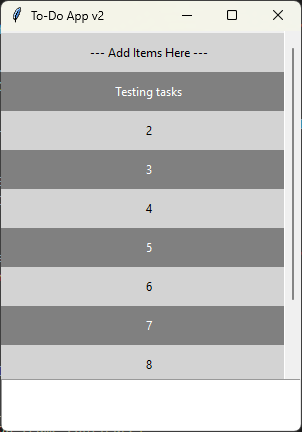 To-Do App v2
--- Add Items Here ---
Testing tasks
2
3
4
5
6
7
8